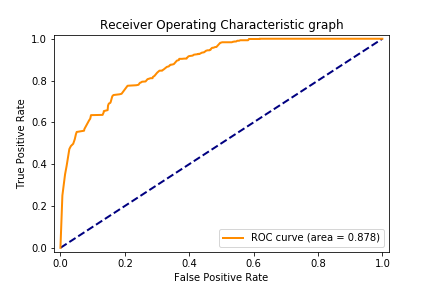 Receiver Operating Characteristic graph
True Positive Rate
1.0
0.8
0.6
0.4
0.2
0.0
ROC curve (area = 0.878)
0.0 0.2 0.4 0.6 0.8 1.0
False Positive Rate